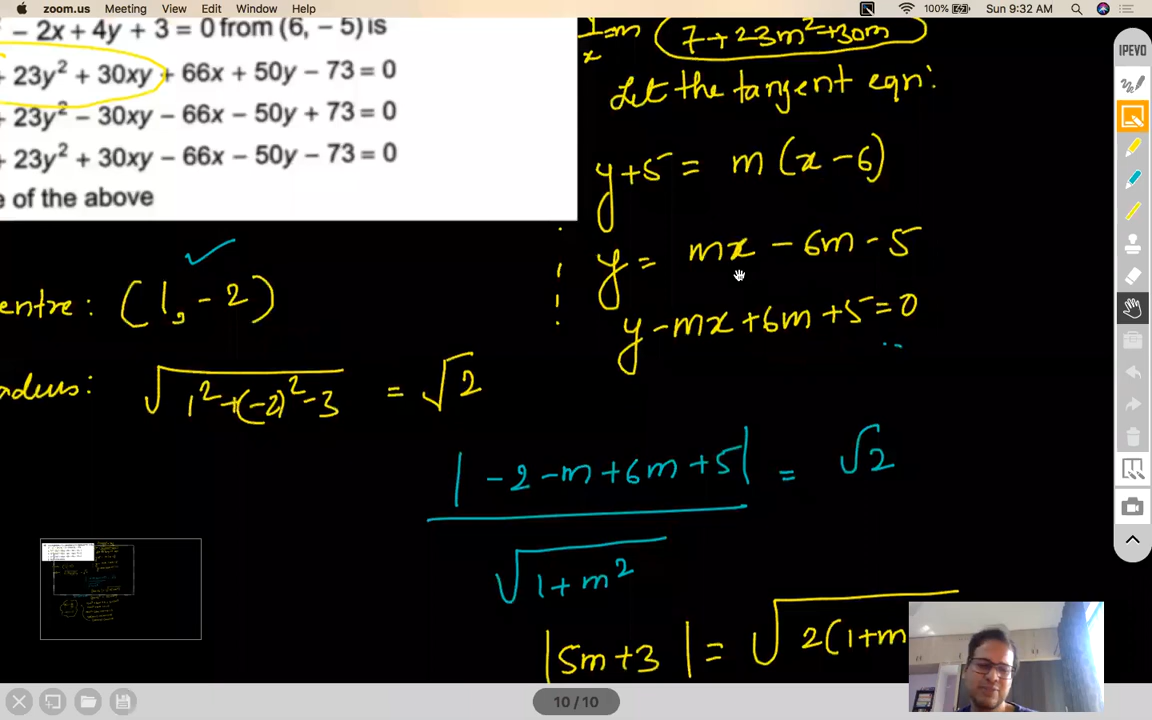 zoom.us Meeting View Edit Window Help 100% Sun 9:32 AM
− 2x + 4y + 3 = 0 from (6, − 5) is
23y² + 30xy + 66x + 50y − 73 = 0
+ 23y² − 30xy − 66x − 50y + 73 = 0
+ 23y² + 30xy − 66x − 50y − 73 = 0
e of the above
entre: (1, -2)
adius: √(1²+(-2)²-3) = √2
y/x = m (7+23m²+30m)
Let the tangent eqn:
y+5 = m(x-6)
y = mx - 6m - 5
y - mx + 6m + 5 = 0
|-2-m+6m+5| / √(1+m²) = √2
|5m+3| = √2(1+m
10 / 10
IPEVO